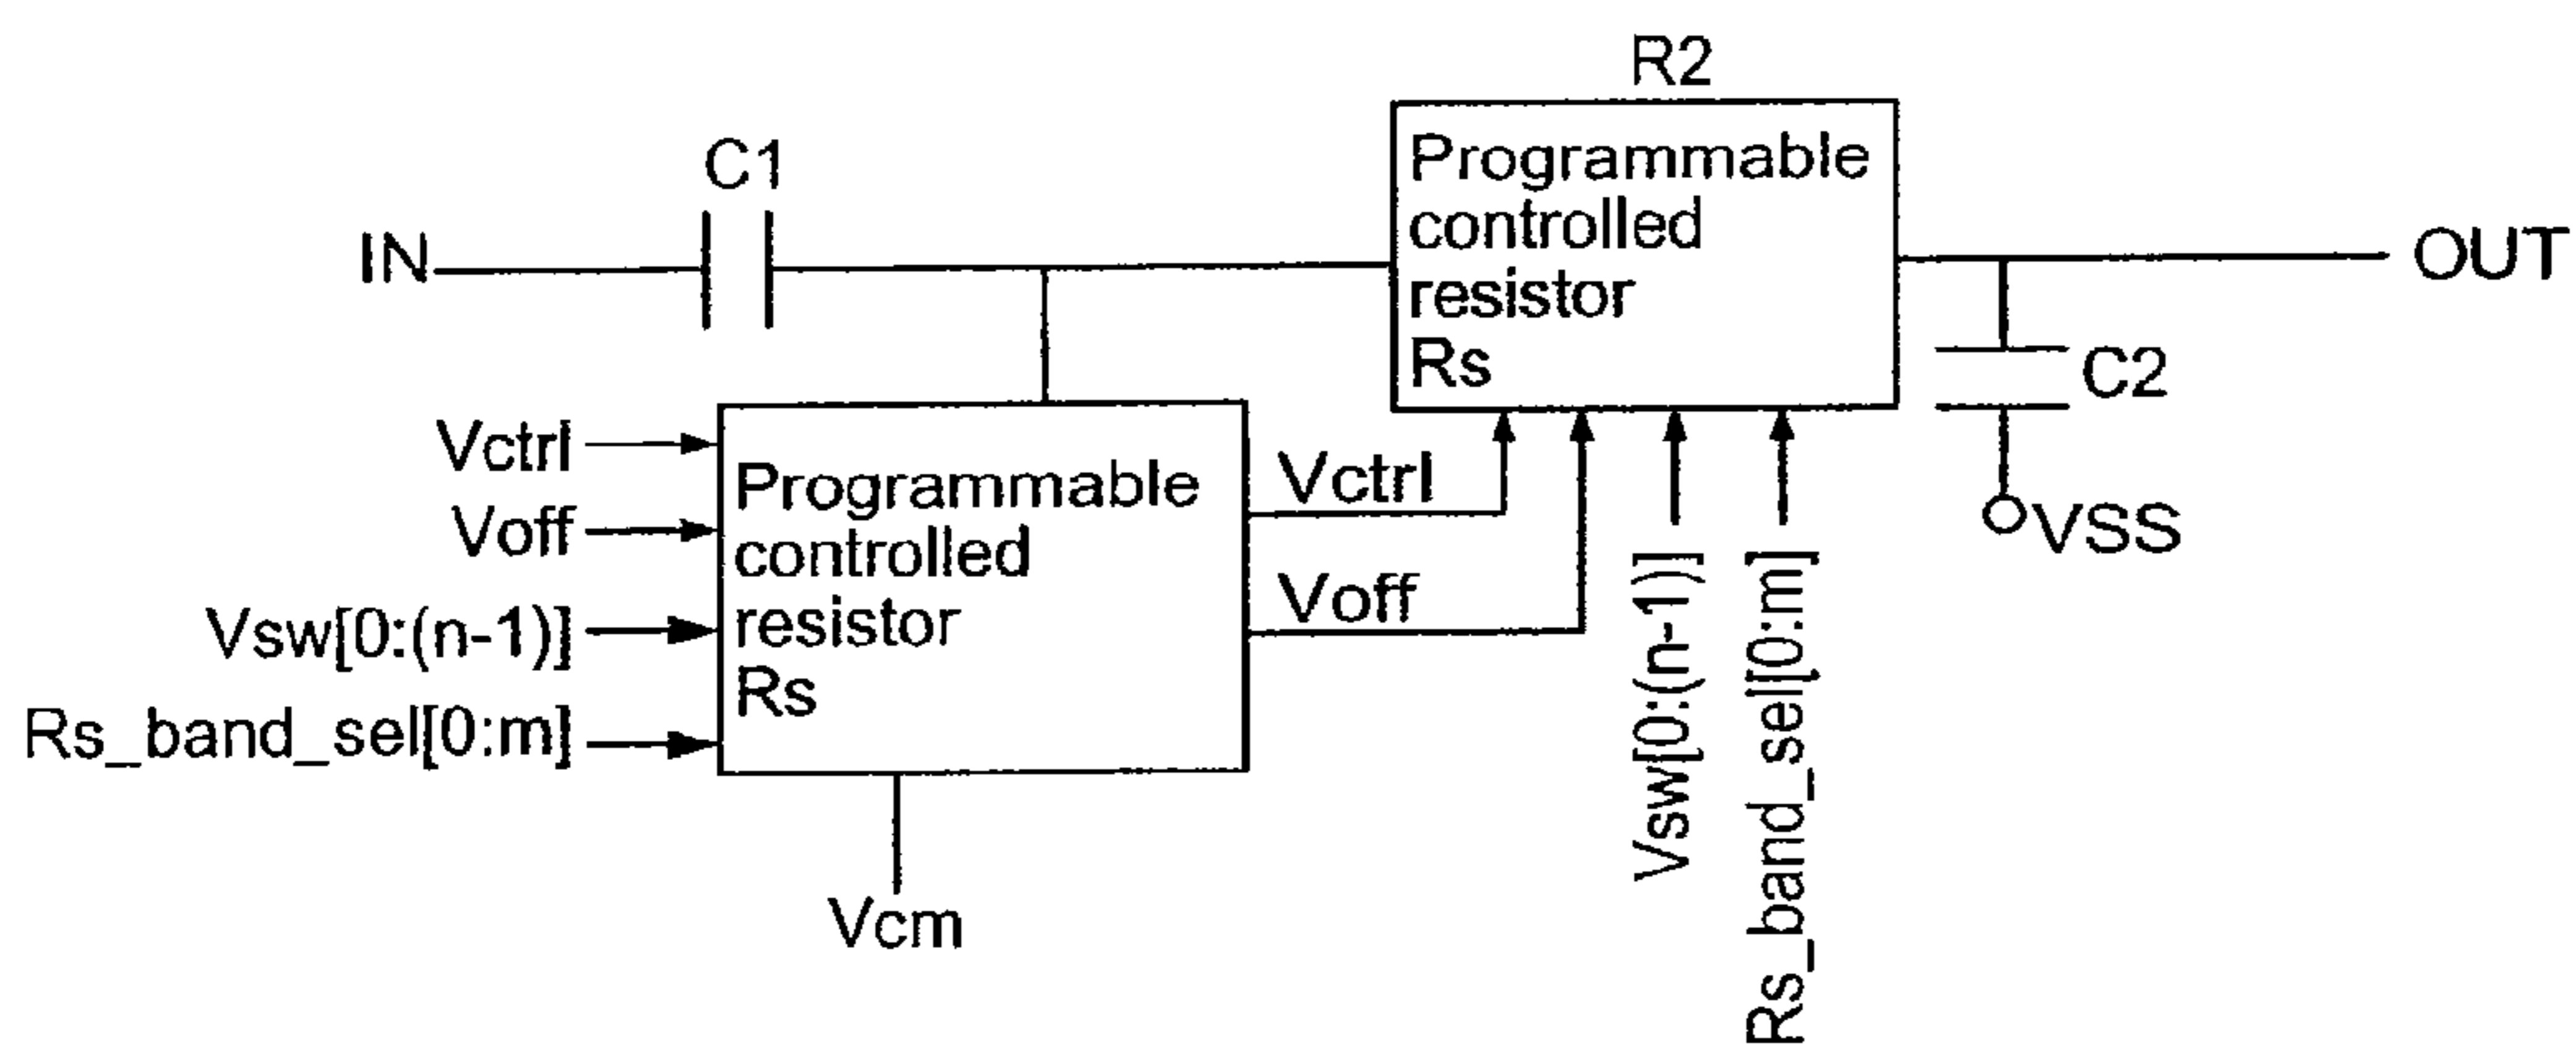 R2
C1
Programmable
controlled
resistor
Rs
IN
OUT
C2
VSS
Vctrl
Voff
Vsw[0:(n-1)]
Rs_band_sel[0:m]
Programmable
controlled
resistor
Rs
Vctrl
Voff
Vsw[0:(n-1)]
Rs_band_sel[0:m]
Vcm